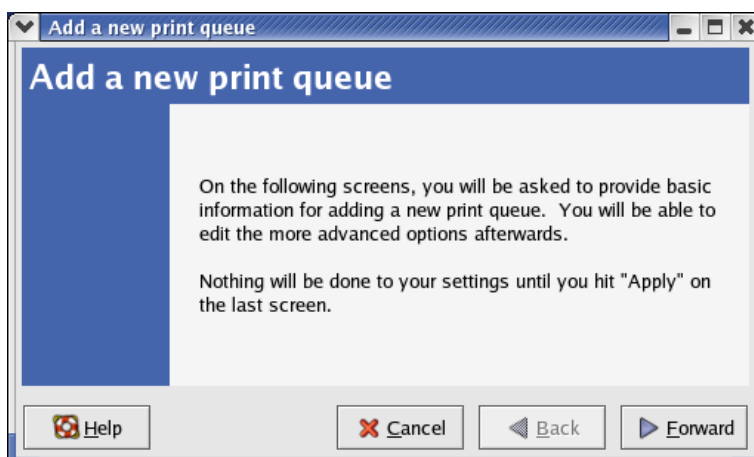 Add a new print queue
Add a new print queue
On the following screens, you will be asked to provide basic
information for adding a new print queue.  You will be able to
edit the more advanced options afterwards.
Nothing will be done to your settings until you hit "Apply" on
the last screen.
Help
Cancel
Back
Forward